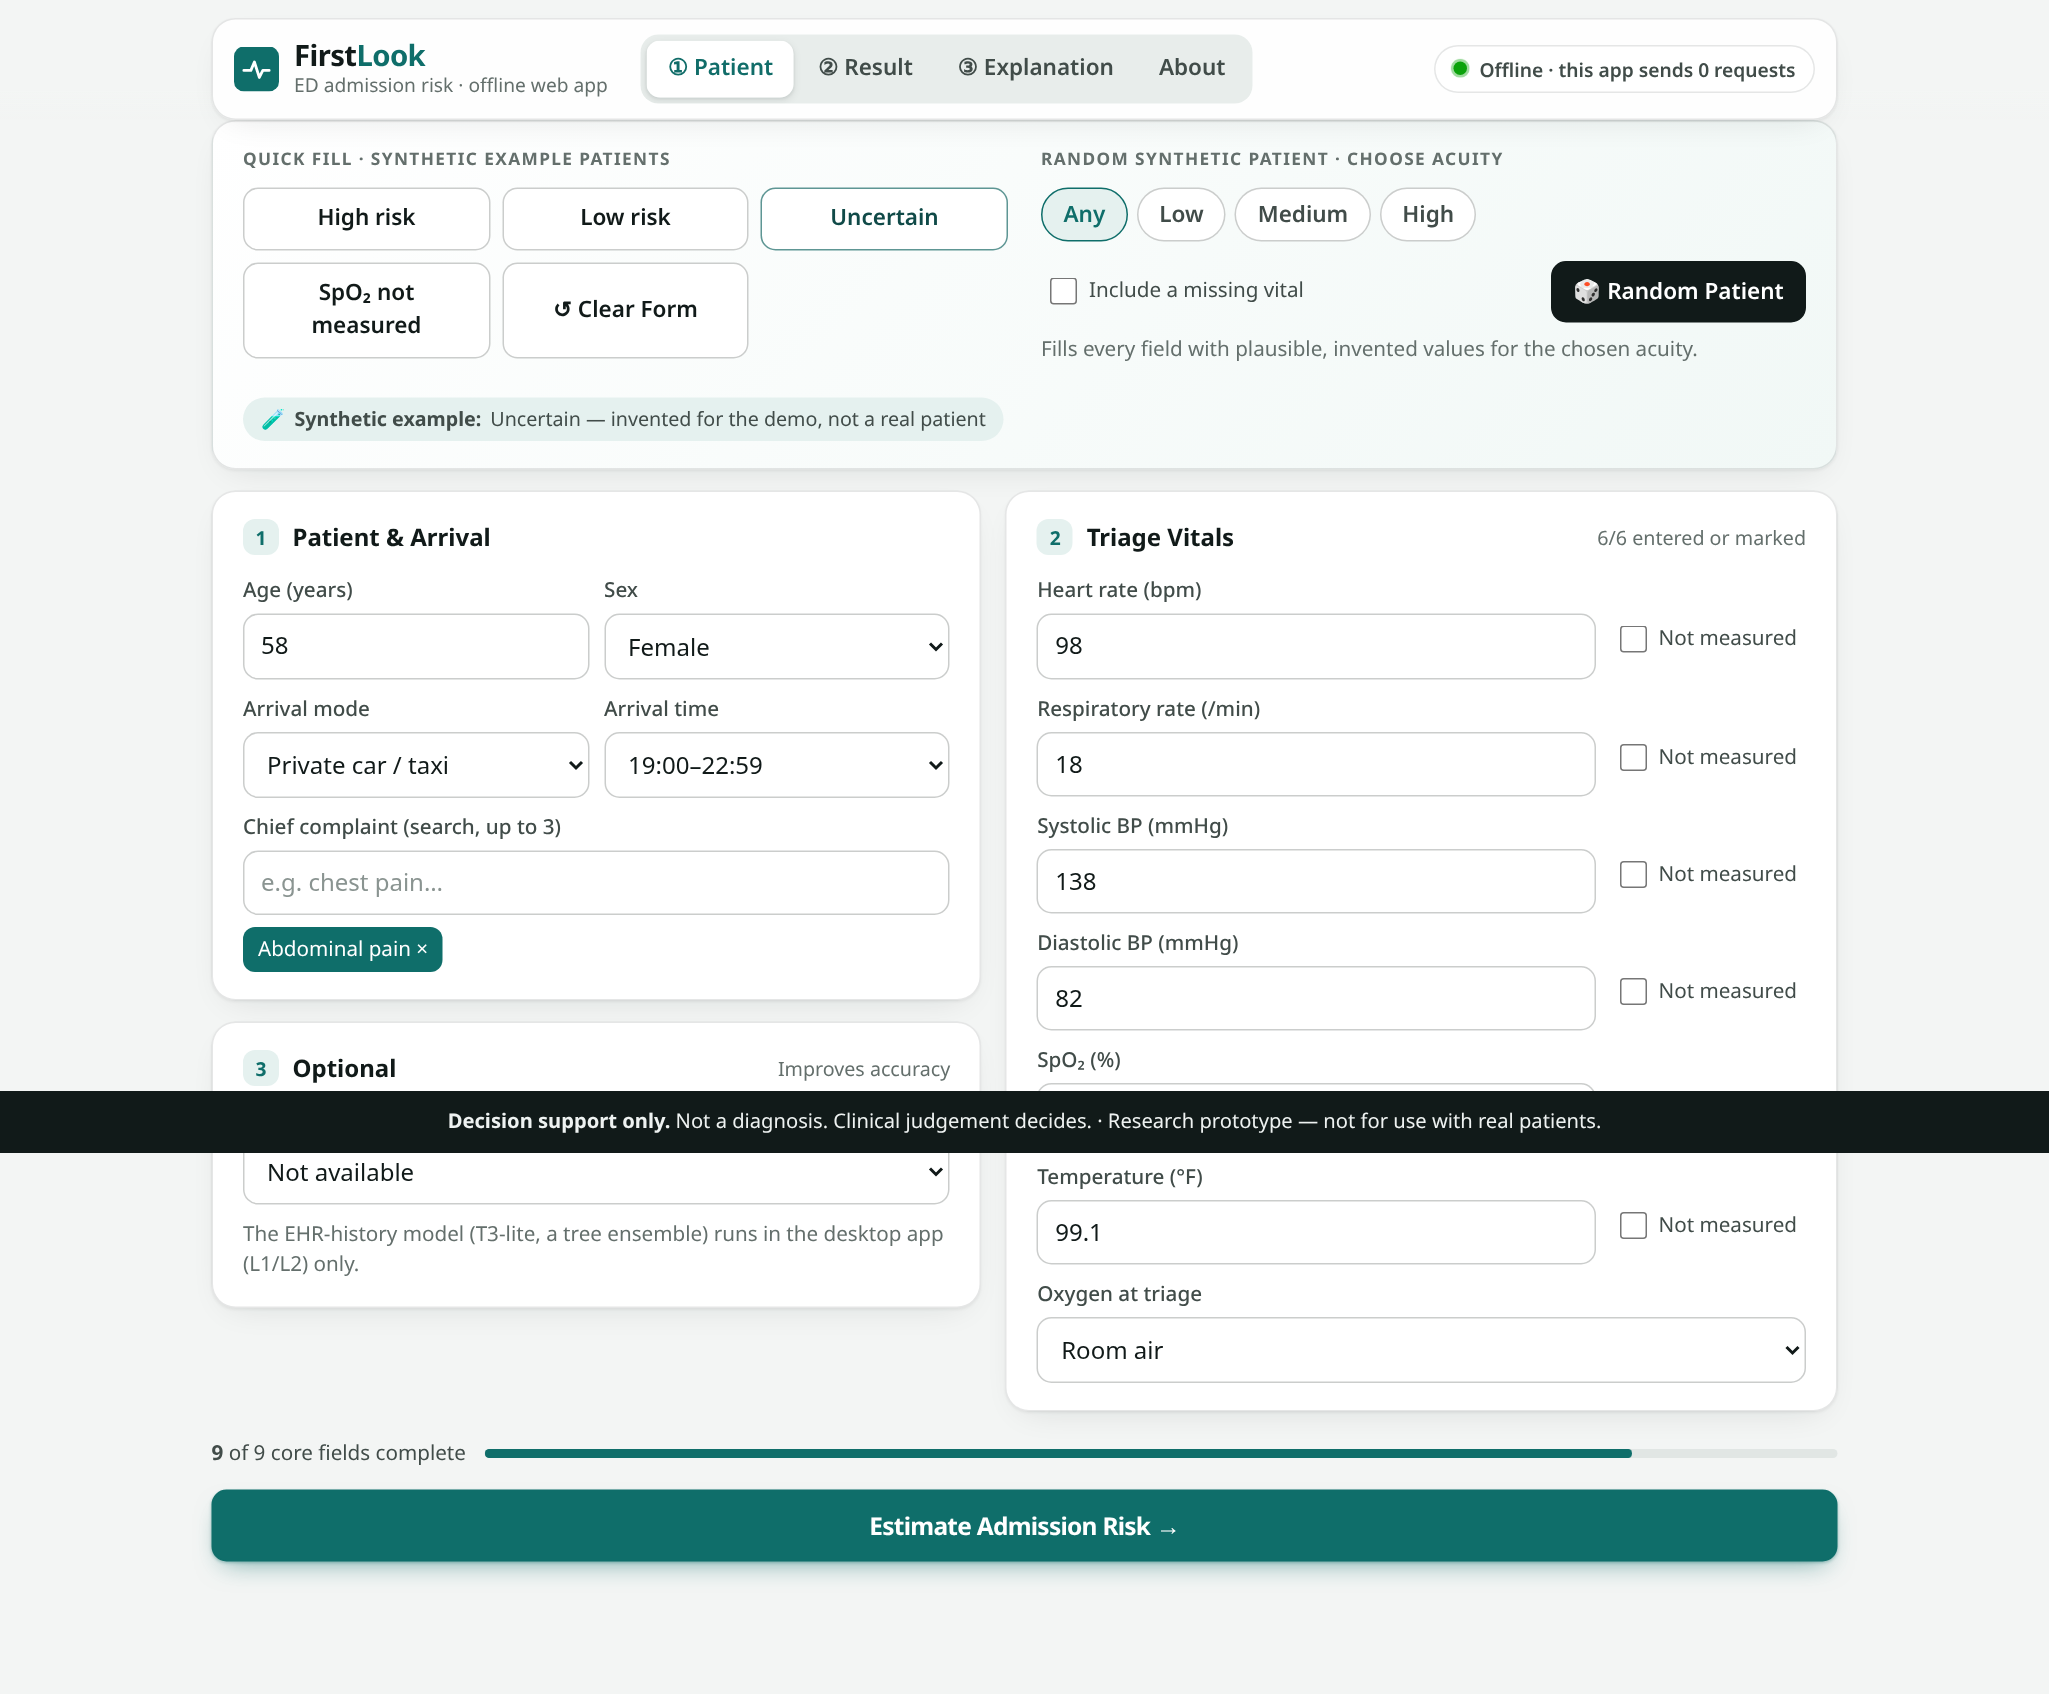 FirstLook
ED admission risk · offline web app
① Patient
② Result
③ Explanation
About
Offline · this app sends 0 requests
QUICK FILL · SYNTHETIC EXAMPLE PATIENTS
High risk
Low risk
Uncertain
SpO₂ not
measured
↺ Clear Form
Synthetic example: Uncertain — invented for the demo, not a real patient
RANDOM SYNTHETIC PATIENT · CHOOSE ACUITY
Any
Low
Medium
High
Include a missing vital
Random Patient
Fills every field with plausible, invented values for the chosen acuity.
1 Patient & Arrival
Age (years)
Sex
58
Female
Arrival mode
Arrival time
Private car / taxi
19:00–22:59
Chief complaint (search, up to 3)
e.g. chest pain…
Abdominal pain ×
3 Optional
Improves accuracy
Not available
The EHR-history model (T3-lite, a tree ensemble) runs in the desktop app
(L1/L2) only.
2 Triage Vitals
6/6 entered or marked
Heart rate (bpm)
98
Not measured
Respiratory rate (/min)
18
Not measured
Systolic BP (mmHg)
138
Not measured
Diastolic BP (mmHg)
82
Not measured
SpO₂ (%)
Decision support only. Not a diagnosis. Clinical judgement decides. · Research prototype — not for use with real patients.
Temperature (°F)
99.1
Not measured
Oxygen at triage
Room air
9 of 9 core fields complete
Estimate Admission Risk →